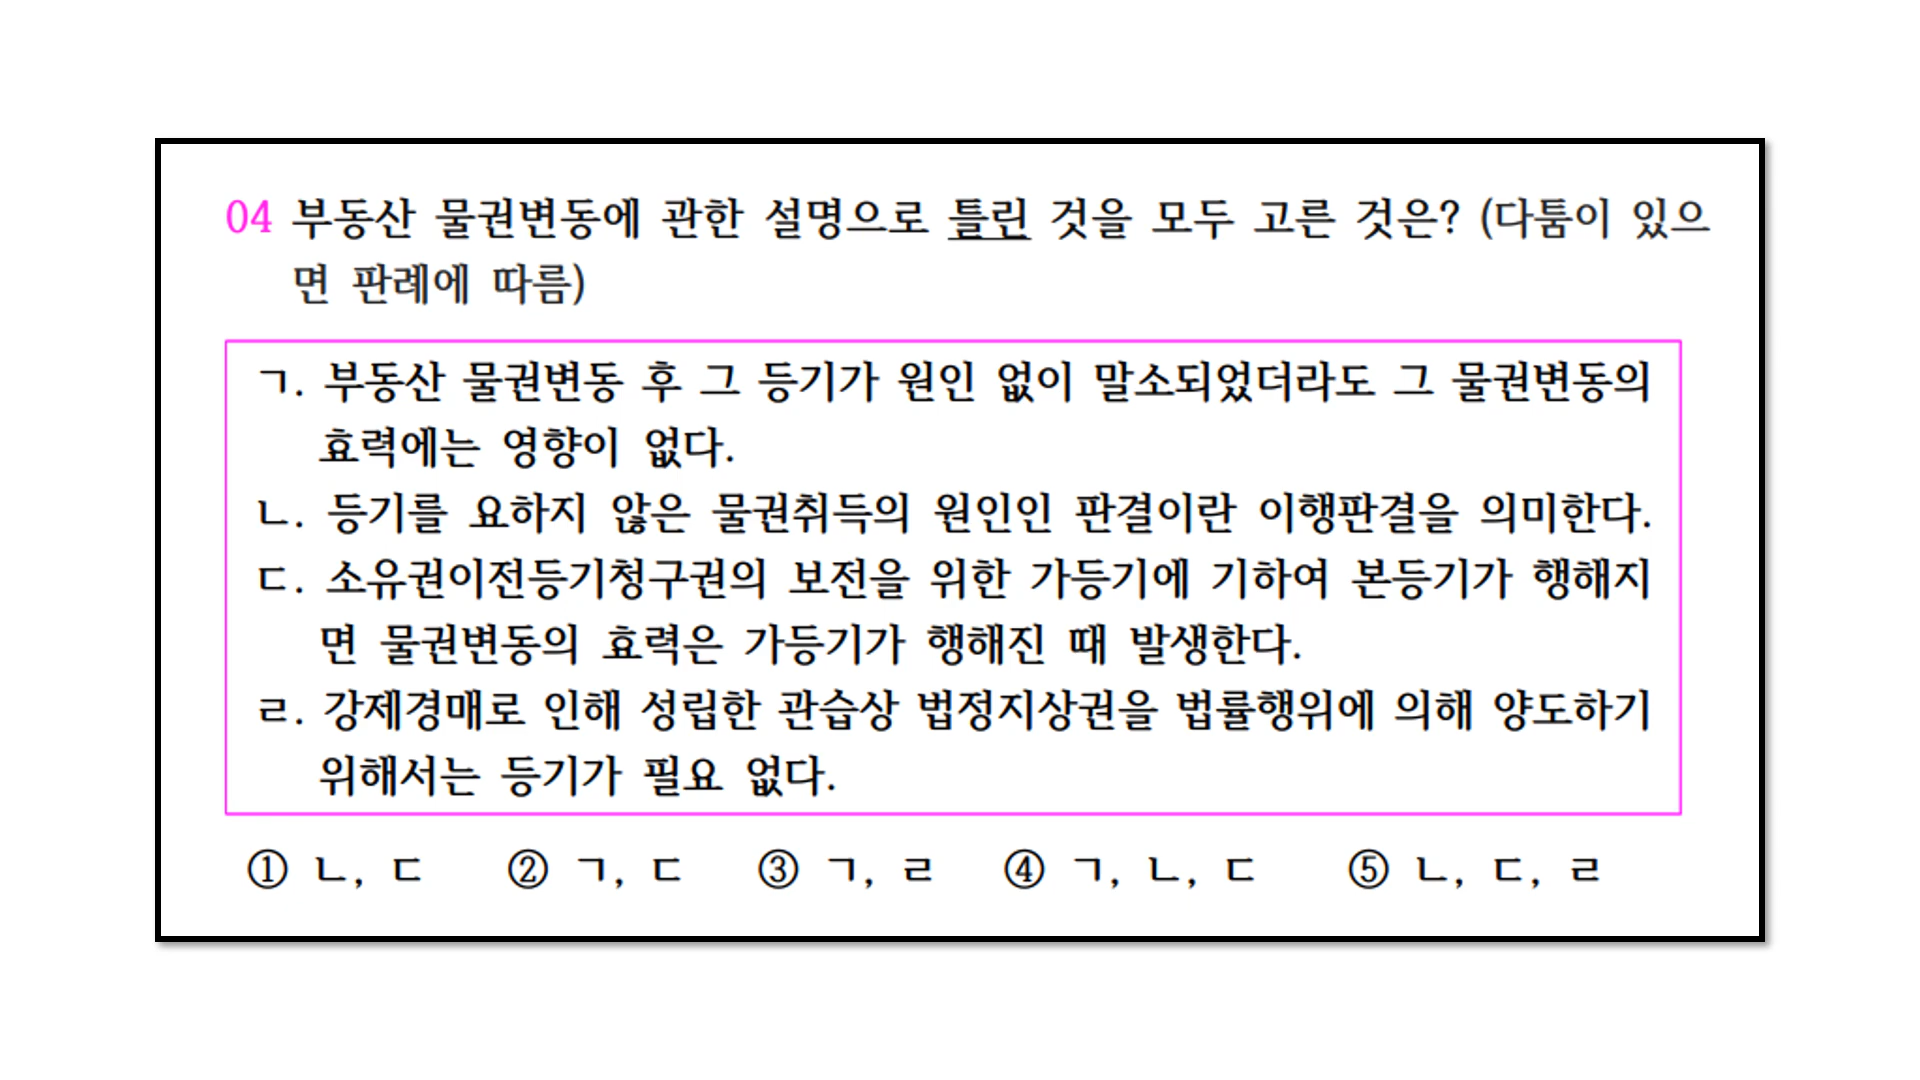 04 부동산 물권변동에 관한 설명으로 틀린 것을 모두 고른 것은? (다툼이 있으
면 판례에 따름)
ㄱ. 부동산 물권변동 후 그 등기가 원인 없이 말소되었더라도 그 물권변동의
효력에는 영향이 없다.
ㄴ. 등기를 요하지 않은 물권취득의 원인인 판결이란 이행판결을 의미한다.
ㄷ. 소유권이전등기청구권의 보전을 위한 가등기에 기하여 본등기가 행해지
면 물권변동의 효력은 가등기가 행해진 때 발생한다.
ㄹ. 강제경매로 인해 성립한 관습상 법정지상권을 법률행위에 의해 양도하기
위해서는 등기가 필요 없다.
① ㄴ, ㄷ ② ㄱ, ㄷ ③ ㄱ, ㄹ ④ ㄱ, ㄴ, ㄷ ⑤ ㄴ, ㄷ, ㄹ